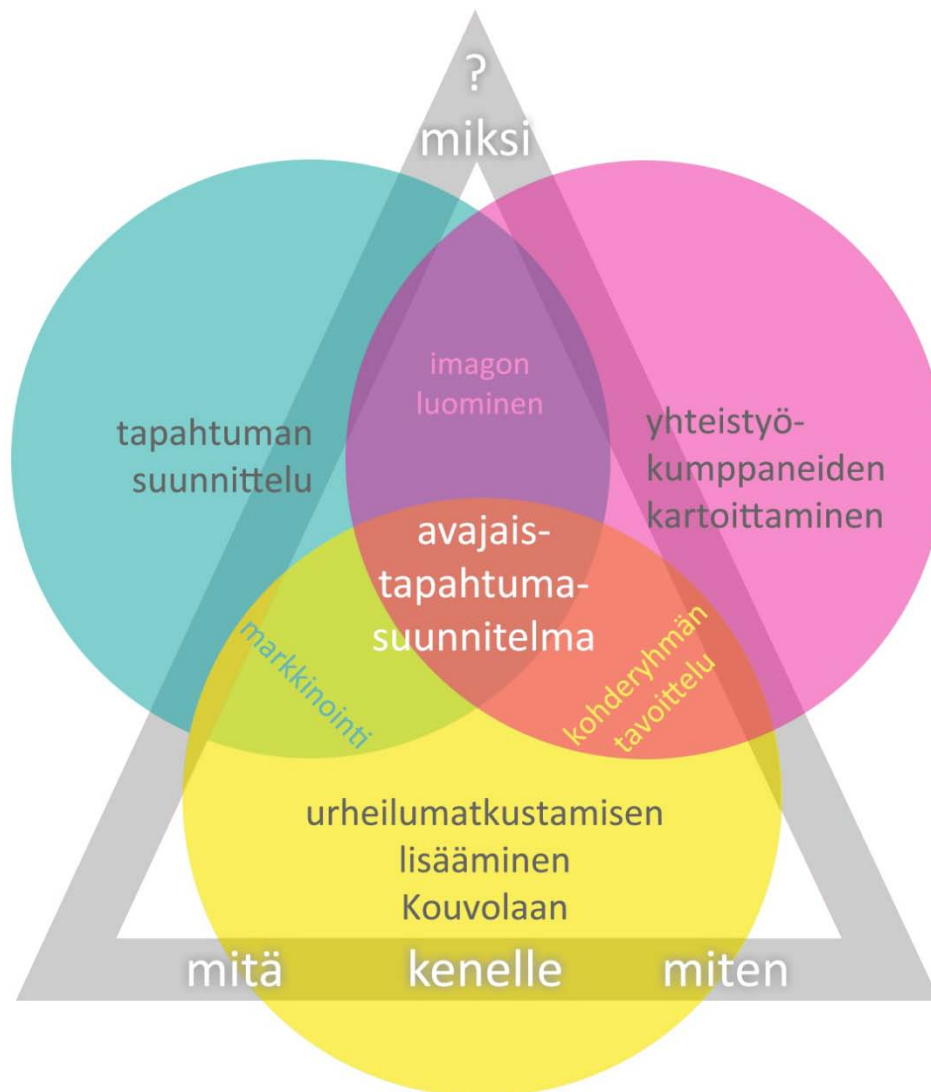 ?
miksi
imagon
luominen
tapahtuman
suunnittelu
yhteistyö-
kumppaneiden
kartoittaminen
avajais-
tapahtuma-
suunnitelma
markkinointi
kohderyhmän
tavoittelu
urheilumatkustamisen
lisääminen
Kouvolaan
mitä kenelle miten